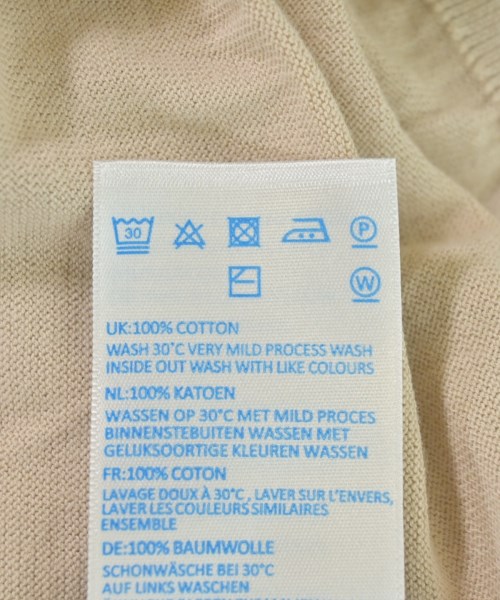 30
P
W
UK:100% COTTON
WASH 30°C VERY MILD PROCESS WASH
INSIDE OUT WASH WITH LIKE COLOURS
NL:100% KATOEN
WASSEN OP 30°C MET MILD PROCES
BINNENSTEBUITEN WASSEN MET
GELUKSOORTIGE KLEUREN WASSEN
FR:100% COTON
LAVAGE DOUX À 30°C , LAVER SUR L'ENVERS,
LAVER LES COULEURS SIMILAIRES
ENSEMBLE
DE:100% BAUMWOLLE
SCHONWÄSCHE BEI 30°C
AUF LINKS WASCHEN